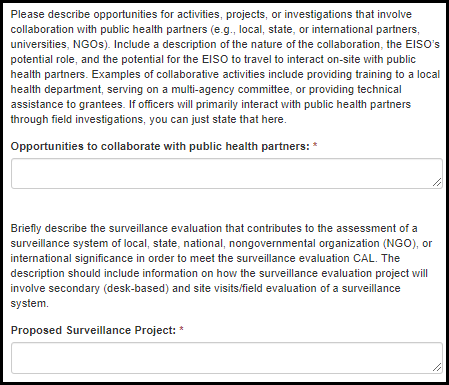 Please describe opportunities for activities, projects, or investigations that involve
collaboration with public health partners (e.g., local, state, or international partners,
universities, NGOs). Include a description of the nature of the collaboration, the EISO's
potential role, and the potential for the EISO to travel to interact on-site with public
health partners. Examples of collaborative activities include providing training to a local
health department, serving on a multi-agency committee, or providing technical
assistance to grantees. If officers will primarily interact with public health partners
through field investigations, you can just state that here.
Opportunities to collaborate with public health partners: *
Briefly describe the surveillance evaluation that contributes to the assessment of a
surveillance system of local, state, national, nongovernmental organization (NGO), or
international significance in order to meet the surveillance evaluation CAL. The
description should include information on how the surveillance evaluation project will
involve secondary (desk-based) and site visits/field evaluation of a surveillance
system.
Proposed Surveillance Project: *